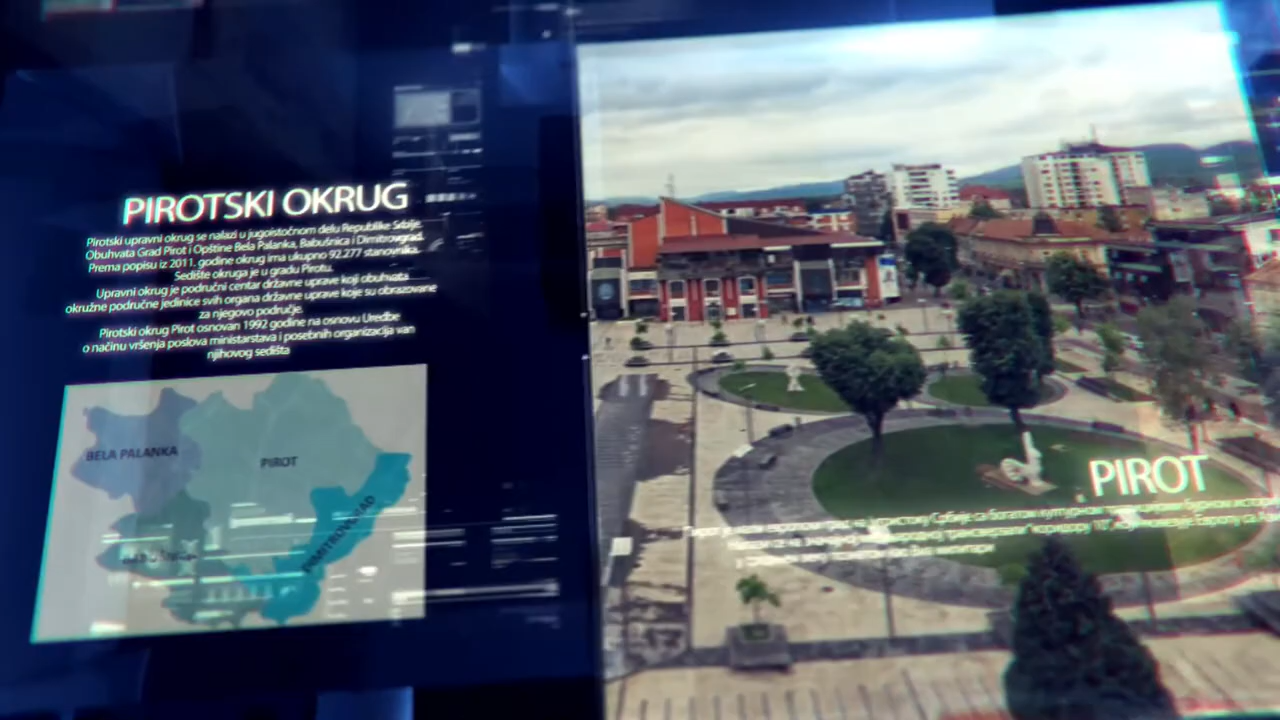 PIROTSKI OKRUG
Pirotski upravni okrug se nalazi u jugoistočnom delu Republike Srbije.
Obuhvata Grad Pirot i Opštine Bela Palanka, Babušnica i Dimitrovgrad.
Prema popisu iz 2011. godine okrug ima ukupno 92.277 stanovnika.
Sedište okruga je u gradu Pirotu.
Upravni okrug je područni centar državne uprave koji obuhvata
okružne područne jedinice svih organa državne uprave koje su obrazovane
za njegovo područje.
Pirotski okrug Pirot osnovan 1992 godine na osnovu Uredbe
o načinu vršenja poslova ministarstava i posebnih organizacija van
njihovog sedišta
BELA PALANKA
PIROT
DIMITROVGRAD
PIROT